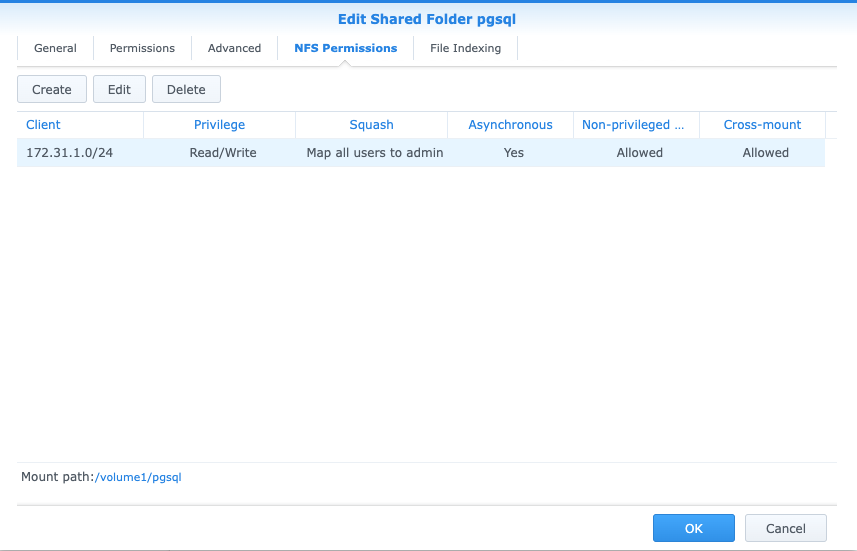 Edit Shared Folder pgsql
General Permissions Advanced NFS Permissions File Indexing
Create Edit Delete
Client Privilege Squash Asynchronous Non-privileged ... Cross-mount
172.31.1.0/24 Read/Write Map all users to admin Yes Allowed Allowed
Mount path:/volume1/pgsql
OK Cancel